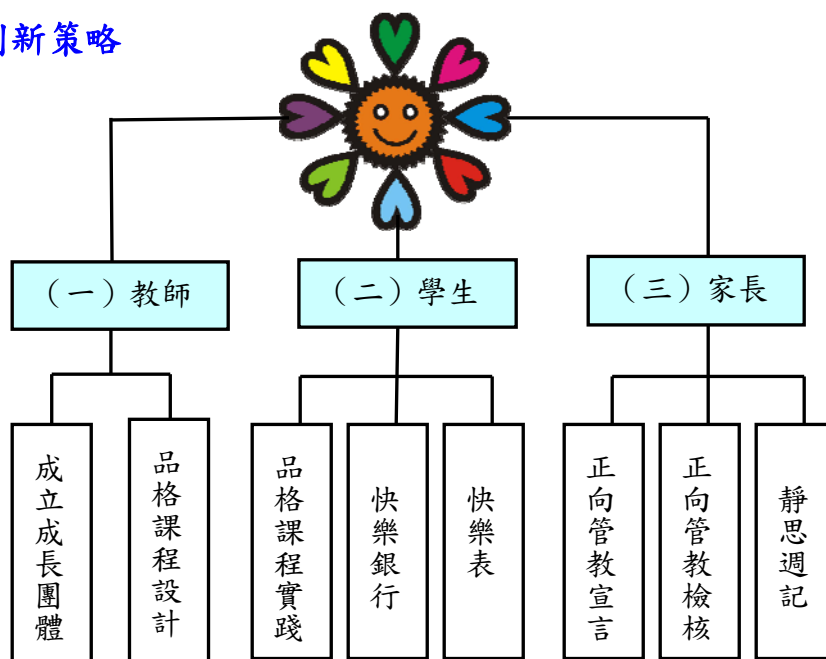 新策略
（一）教師
（二）學生
（三）家長
成立成長團體
品格課程設計
品格課程實踐
快樂銀行
快樂表
正向管教宣言
正向管教檢核
靜思週記